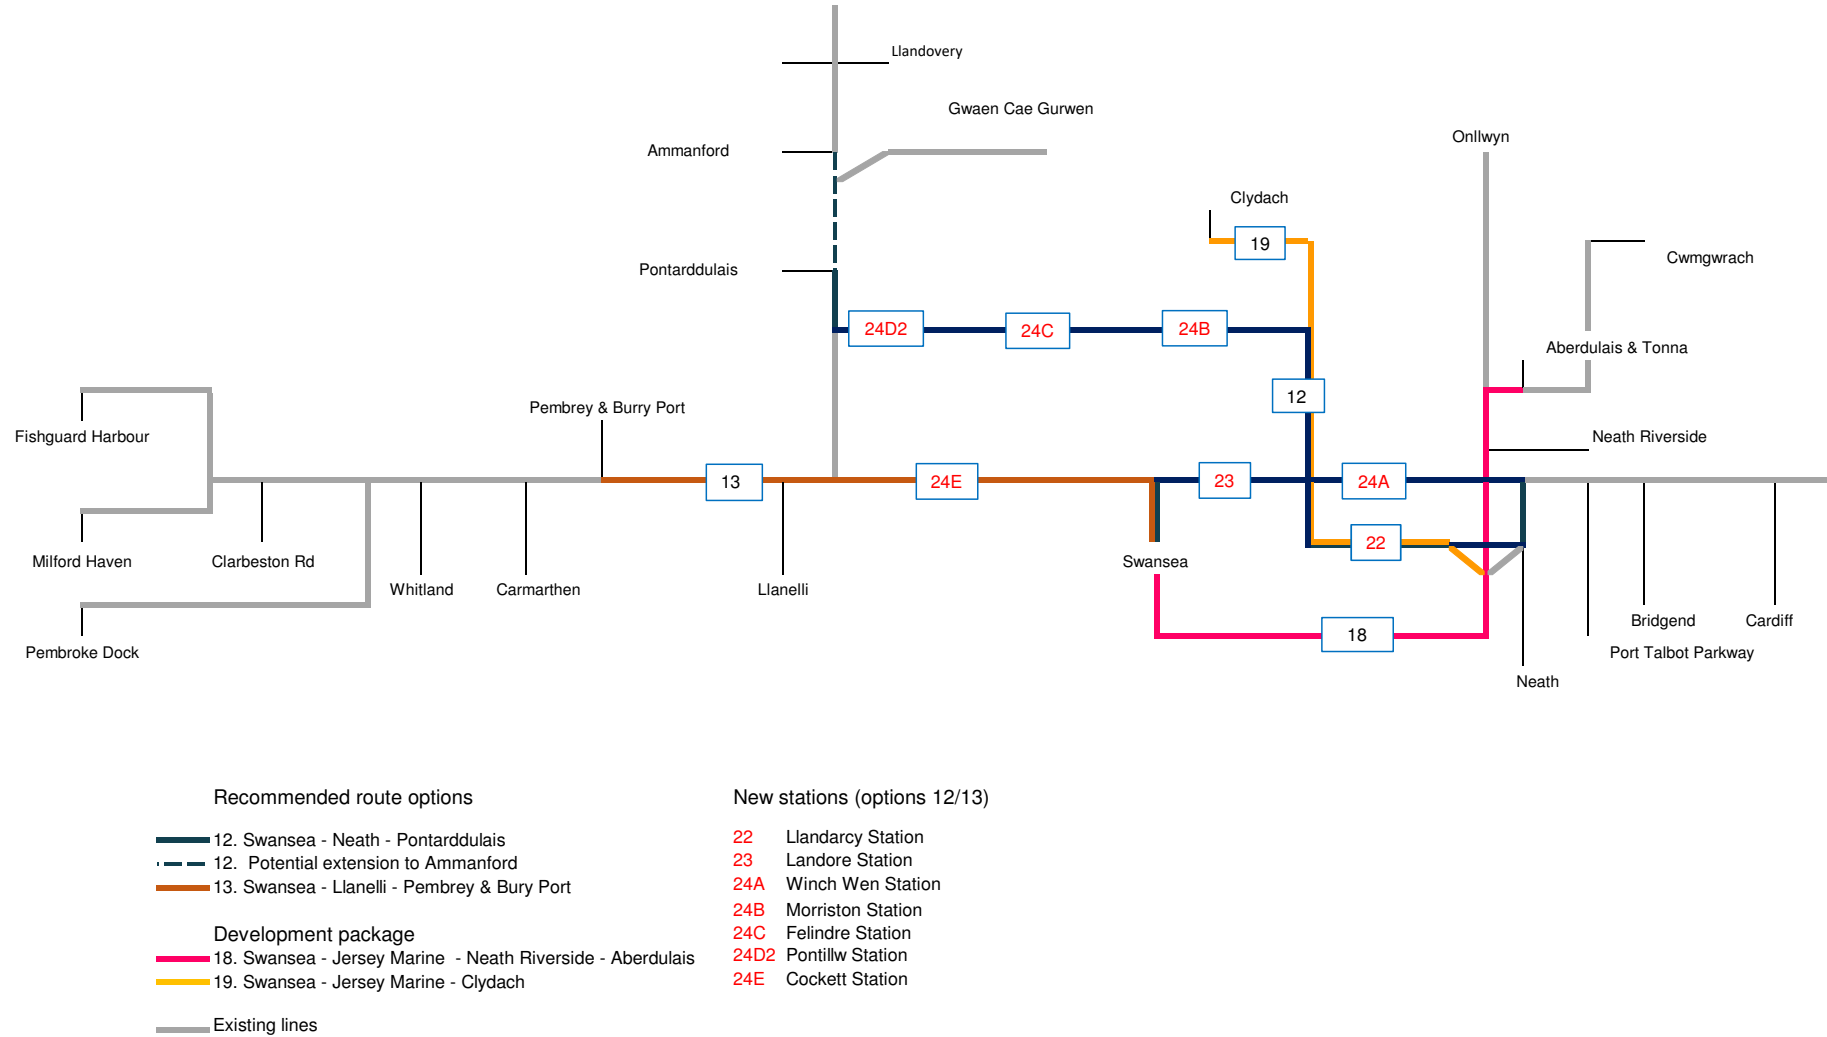 Llandovery
Gwaen Cae Gurwen
Ammanford
Onllwyn
Clydach
19
Cwmgwrach
Pontarddulais
24D2
24C
24B
Aberdulais & Tonna
12
Pembrey & Burry Port
Fishguard Harbour
Neath Riverside
13
24E
23
24A
22
Milford Haven
Clarbeston Rd
Swansea
Whitland
Carmarthen
Llanelli
18
Bridgend
Cardiff
Pembroke Dock
Port Talbot Parkway
Neath
Recommended route options
12. Swansea - Neath - Pontarddulais
12. Potential extension to Ammanford
13. Swansea - Llanelli - Pembrey & Bury Port
Development package
18. Swansea - Jersey Marine - Neath Riverside - Aberdulais
19. Swansea - Jersey Marine - Clydach
Existing lines
New stations (options 12/13)
22 Llandarcy Station
23 Landore Station
24A Winch Wen Station
24B Morriston Station
24C Felindre Station
24D2 Pontillw Station
24E Cockett Station